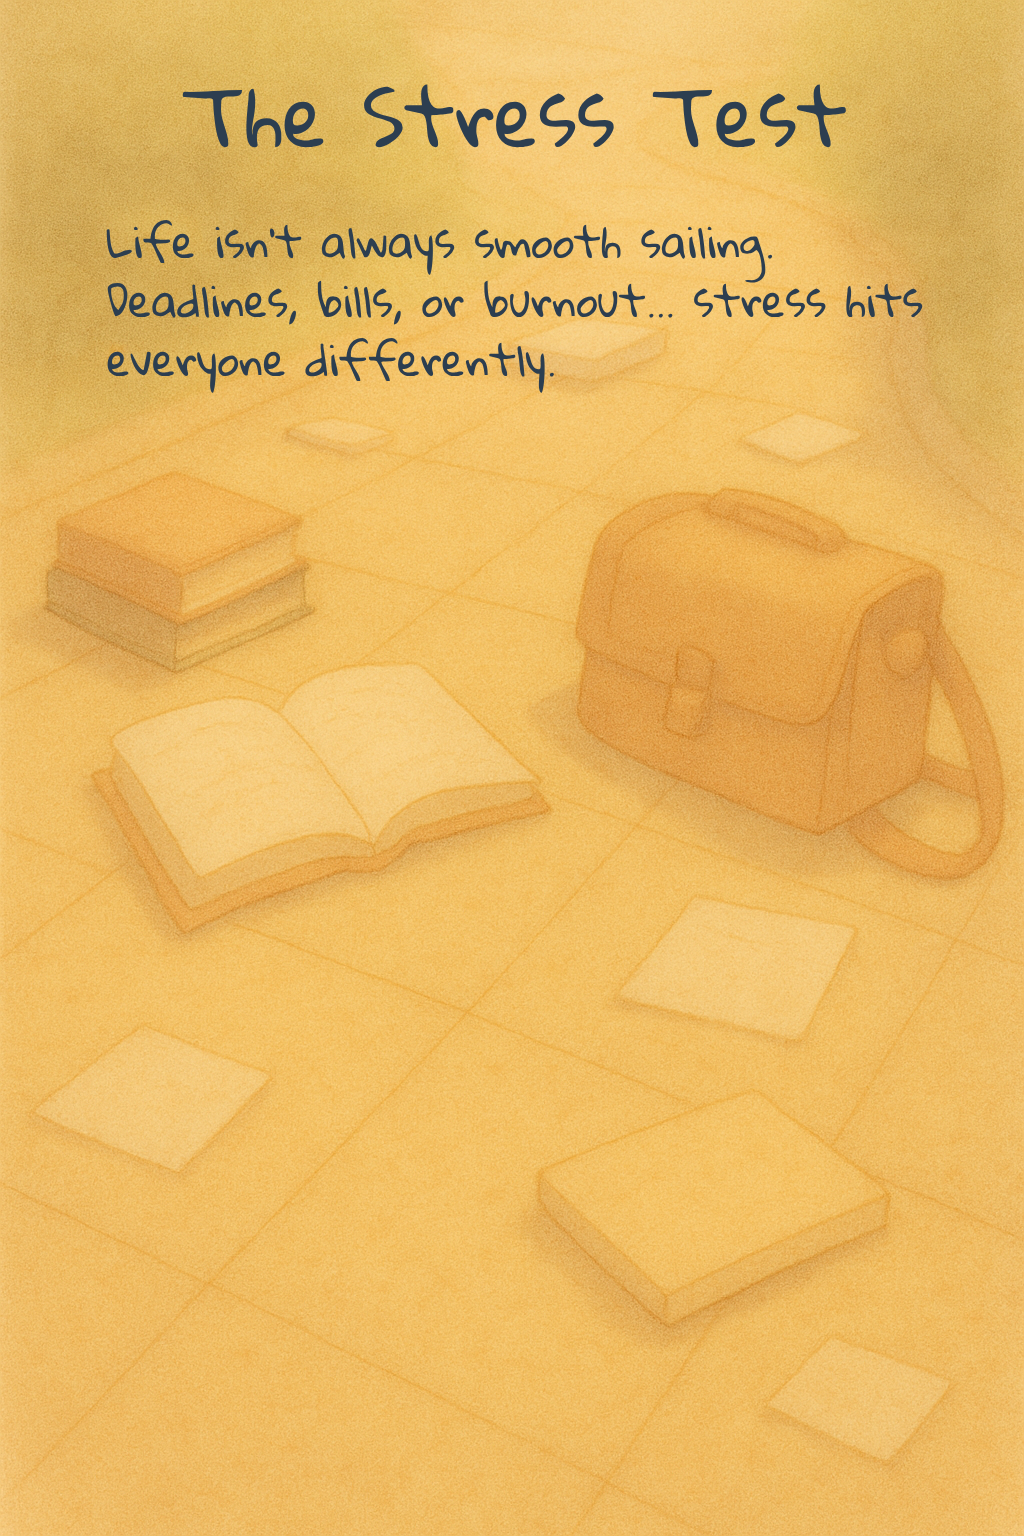 The Stress Test
Life isn't always smooth sailing.
Deadlines, bills, or burnout... stress hits
everyone differently.